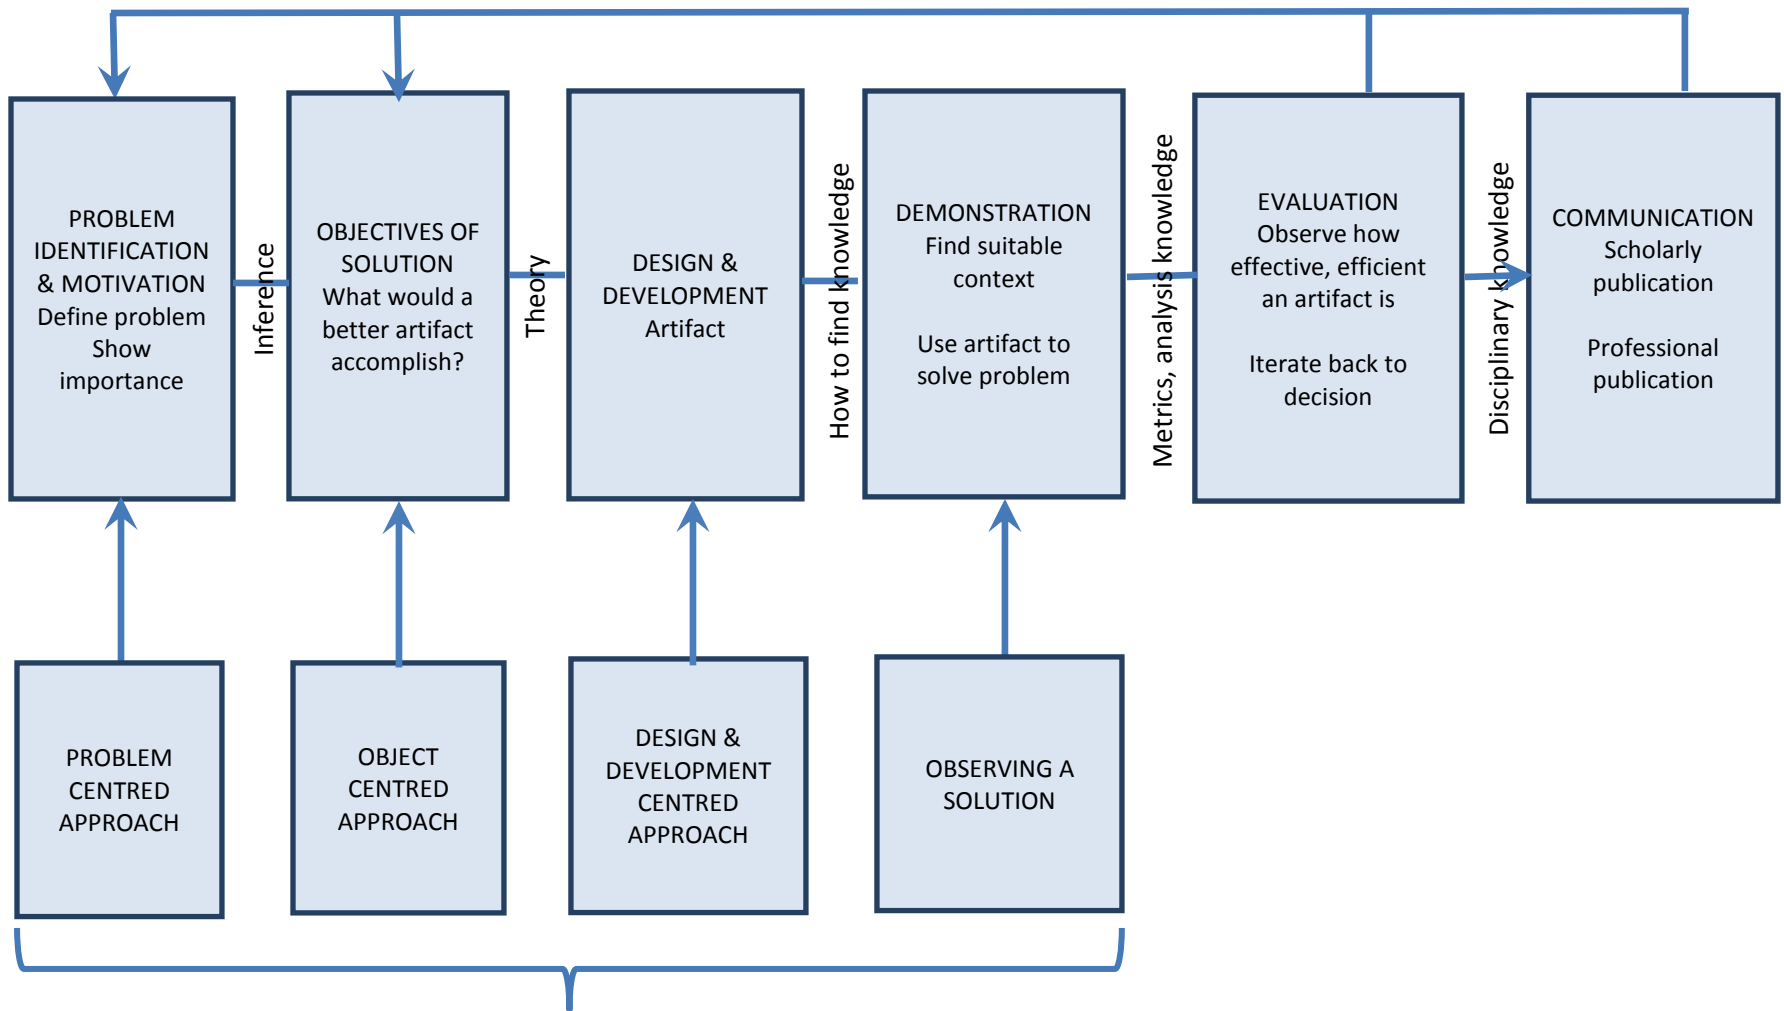 PROBLEM
IDENTIFICATION
& MOTIVATION
Define problem
Show
importance
Inference
OBJECTIVES OF
SOLUTION
What would a
better artifact
accomplish?
Theory
DESIGN &
DEVELOPMENT
Artifact
How to find knowledge
DEMONSTRATION
Find suitable
context
Use artifact to
solve problem
Metrics, analysis knowledge
EVALUATION
Observe how
effective, efficient
an artifact is
Iterate back to
decision
Disciplinary knowledge
COMMUNICATION
Scholarly
publication
Professional
publication
PROBLEM
CENTRED
APPROACH
OBJECT
CENTRED
APPROACH
DESIGN &
DEVELOPMENT
CENTRED
APPROACH
OBSERVING A
SOLUTION